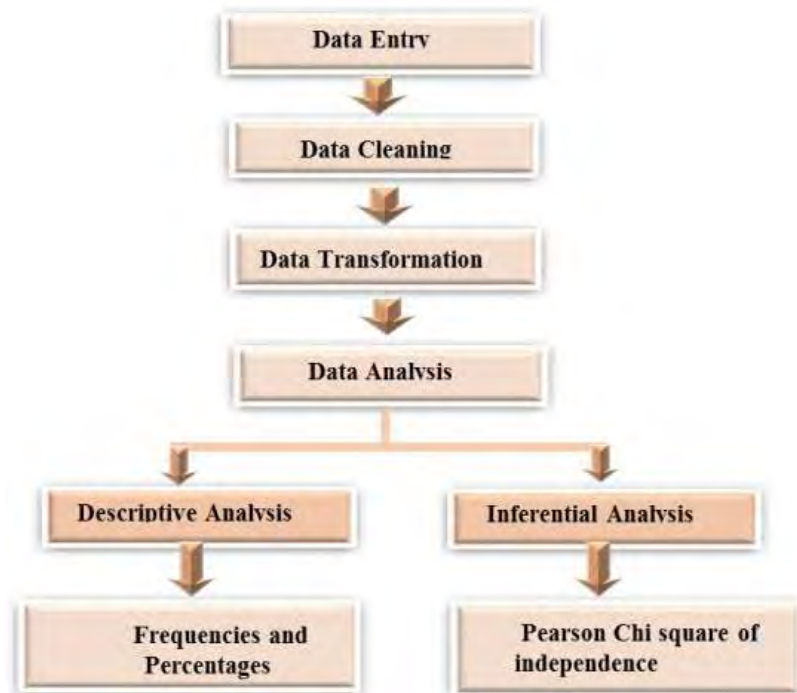 Data Entry
Data Cleaning
Data Transformation
Data Analysis
Descriptive Analysis
Inferential Analysis
Frequencies and
Percentages
Pearson Chi square of
independence